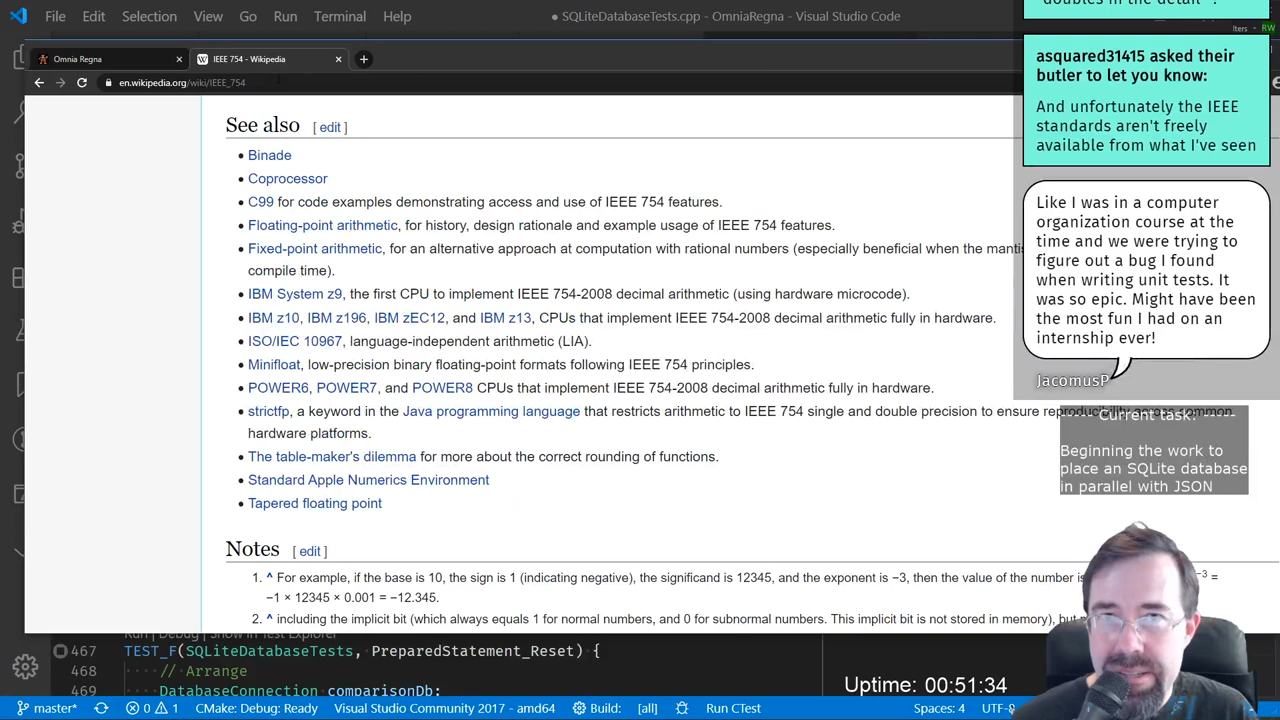 File Edit Selection View Go Run Terminal Help
● SQLiteDatabaseTests.cpp - OmniaRegna - Visual Studio Code
Omnia Regna
IEEE 754 - Wikipedia
en.wikipedia.org/wiki/IEEE_754
See also [ edit ]
• Binade
• Coprocessor
• C99 for code examples demonstrating access and use of IEEE 754 features.
• Floating-point arithmetic, for history, design rationale and example usage of IEEE 754 features.
• Fixed-point arithmetic, for an alternative approach at computation with rational numbers (especially beneficial when the
compile time).
• IBM System z9, the first CPU to implement IEEE 754-2008 decimal arithmetic (using hardware microcode).
• IBM z10, IBM z196, IBM zEC12, and IBM z13, CPUs that implement IEEE 754-2008 decimal arithmetic fully in hardware.
• ISO/IEC 10967, language-independent arithmetic (LIA).
• Minifloat, low-precision binary floating-point formats following IEEE 754 principles.
• POWER6, POWER7, and POWER8 CPUs that implement IEEE 754-2008 decimal arithmetic fully in hardware.
• strictfp, a keyword in the Java programming language that restricts arithmetic to IEEE 754 single and double precision to ensure reproducibility across common
hardware platforms.
• The table-maker's dilemma for more about the correct rounding of functions.
• Standard Apple Numerics Environment
• Tapered floating point
Notes [ edit ]
1. ^ For example, if the base is 10, the sign is 1 (indicating negative), the significand is 12345, and the exponent is −3, then the value of the number is −3 =
−1 × 12345 × 0.001 = −12.345.
2. ^ including the implicit bit (which always equals 1 for normal numbers, and 0 for subnormal numbers. This implicit bit is not stored in memory), but
"doubles in the detail".
Iters - RW
asquared31415 asked their
butler to let you know:
And unfortunately the IEEE
standards aren't freely
available from what I've seen
Like I was in a computer
organization course at the
time and we were trying to
figure out a bug I found
when writing unit tests. It
was so epic. Might have been
the most fun I had on an
internship ever!
JacomusP
----- Current task: -----
Beginning the work to
place an SQLite database
in parallel with JSON
Run | Debug | Show in Test Explorer
467 TEST_F(SQLiteDatabaseTests, PreparedStatement_Reset) {
468 // Arrange
469 DatabaseConnection comparisonDb;
Uptime: 00:51:34
master* 0 1 CMake: Debug: Ready Visual Studio Community 2017 - amd64 Build: [all] Run CTest Spaces: 4 UTF-8